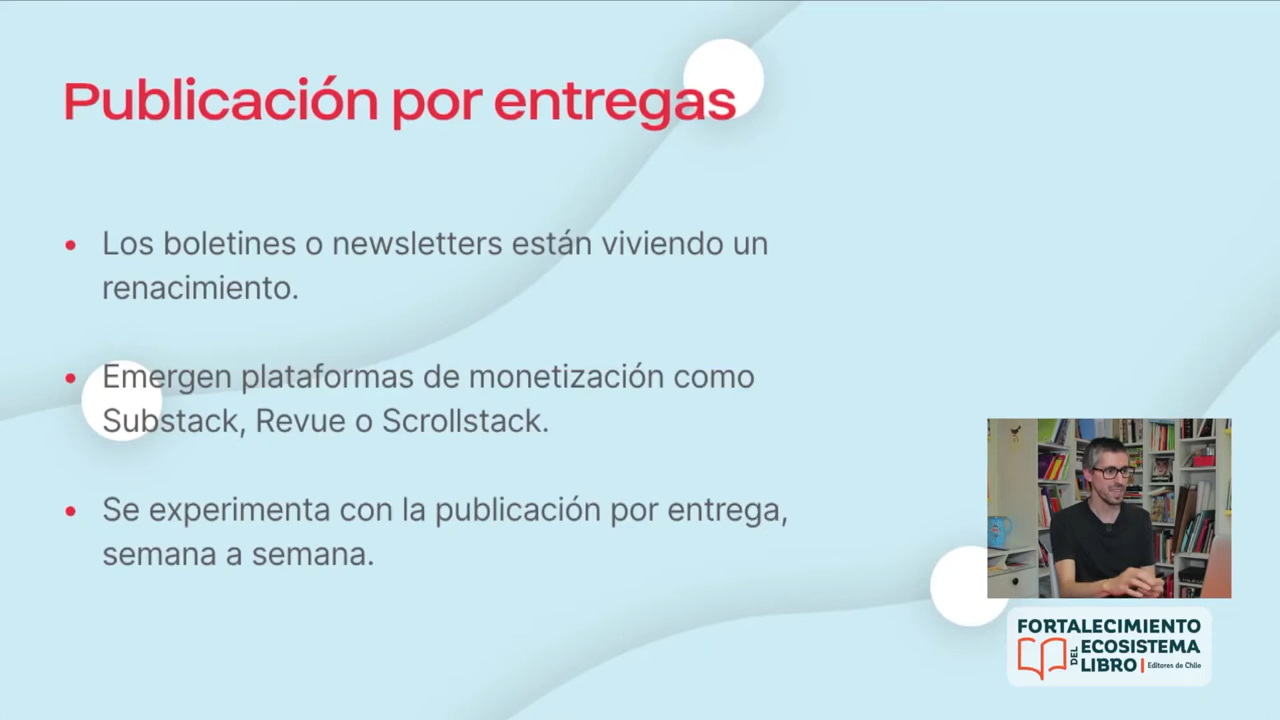 Publicación por entregas
• Los boletines o newsletters están viviendo un
renacimiento.
• Emergen plataformas de monetización como
Substack, Revue o Scrollstack.
• Se experimenta con la publicación por entrega,
semana a semana.
FORTALECIMIENTO
DEL ECOSISTEMA
LIBRO | Editores de Chile